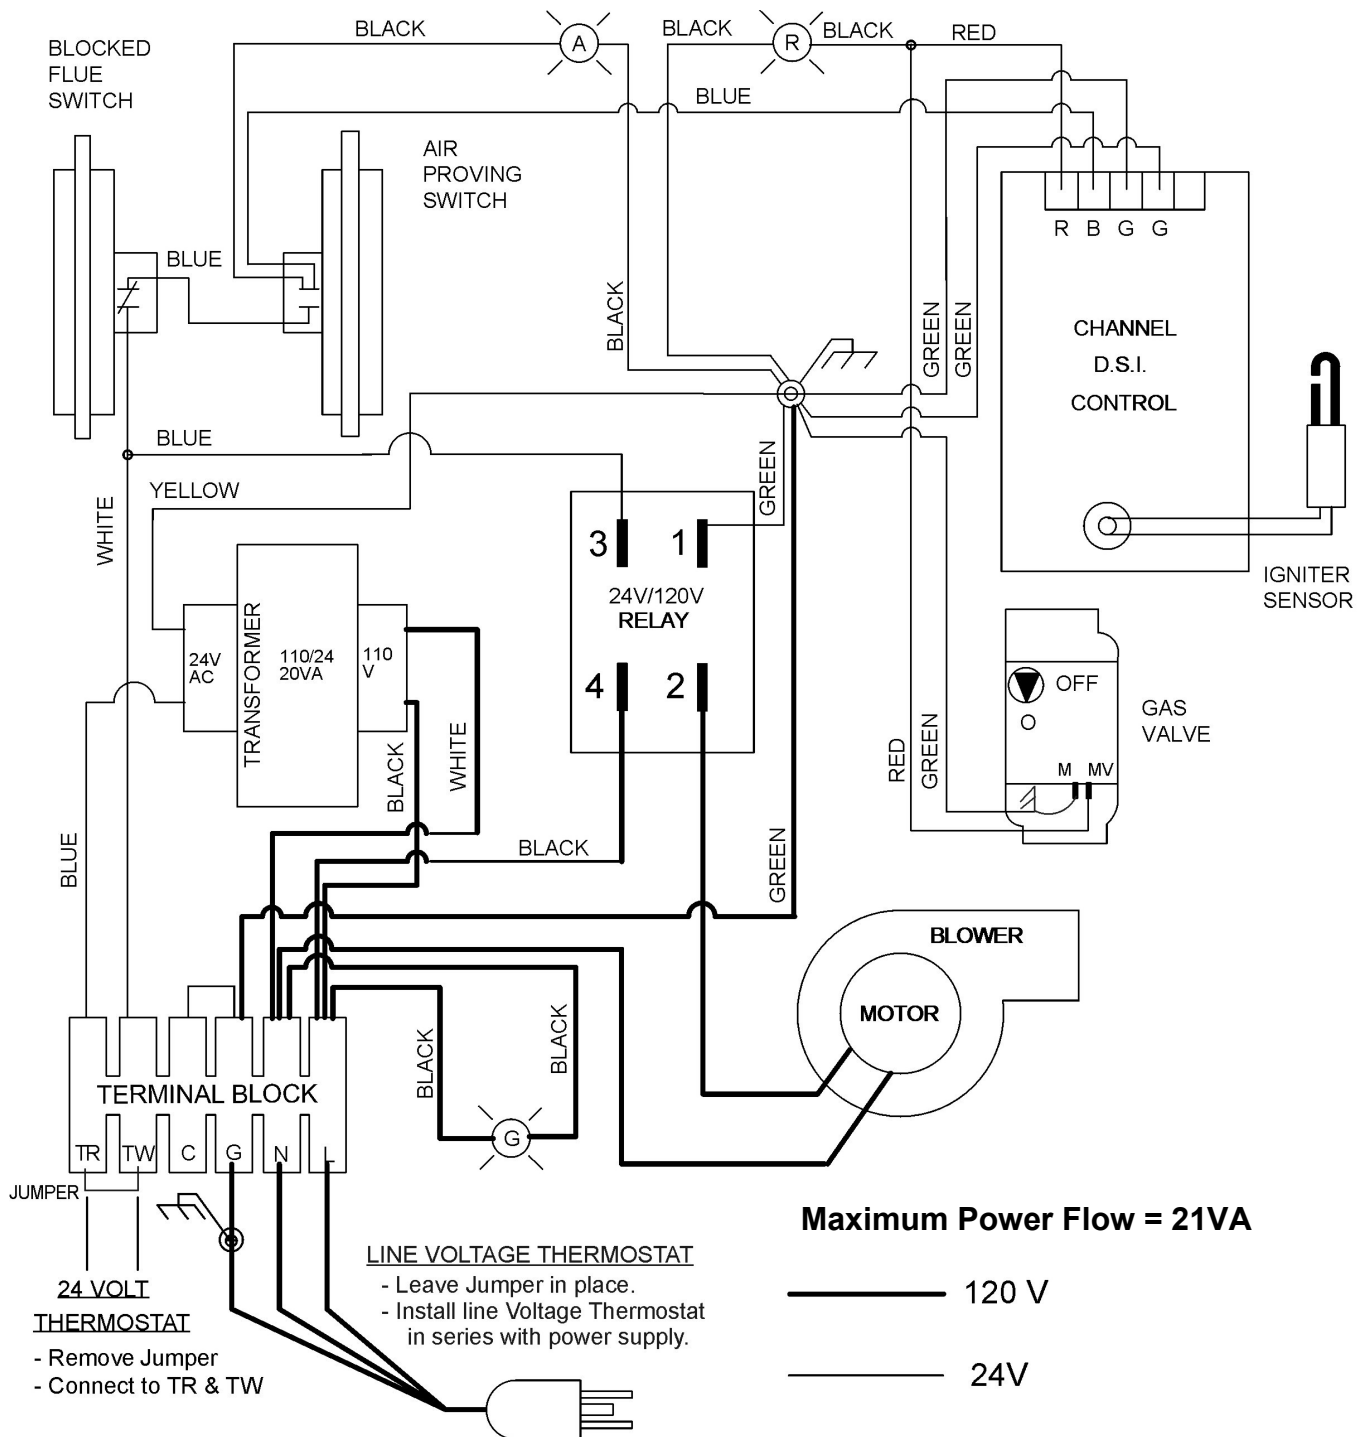 BLACK
A
BLACK
R
BLACK
RED
BLOCKED
FLUE
SWITCH
BLUE
AIR
PROVING
SWITCH
R B G G
BLUE
BLACK
GREEN
GREEN
CHANNEL
D.S.I.
CONTROL
BLUE
YELLOW
WHITE
GREEN
3
1
24V/120V
RELAY
4
2
IGNITER
SENSOR
TRANSFORMER
24V
AC
110/24
20VA
110
V
BLACK
WHITE
OFF
GAS
VALVE
M
MV
RED
GREEN
BLUE
BLACK
GREEN
BLOWER
MOTOR
BLACK
BLACK
TERMINAL BLOCK
TR
TW
C
G
N
L
G
JUMPER
24 VOLT
THERMOSTAT
- Remove Jumper
- Connect to TR & TW
LINE VOLTAGE THERMOSTAT
- Leave Jumper in place.
- Install line Voltage Thermostat
in series with power supply.
Maximum Power Flow = 21VA
120 V
24V